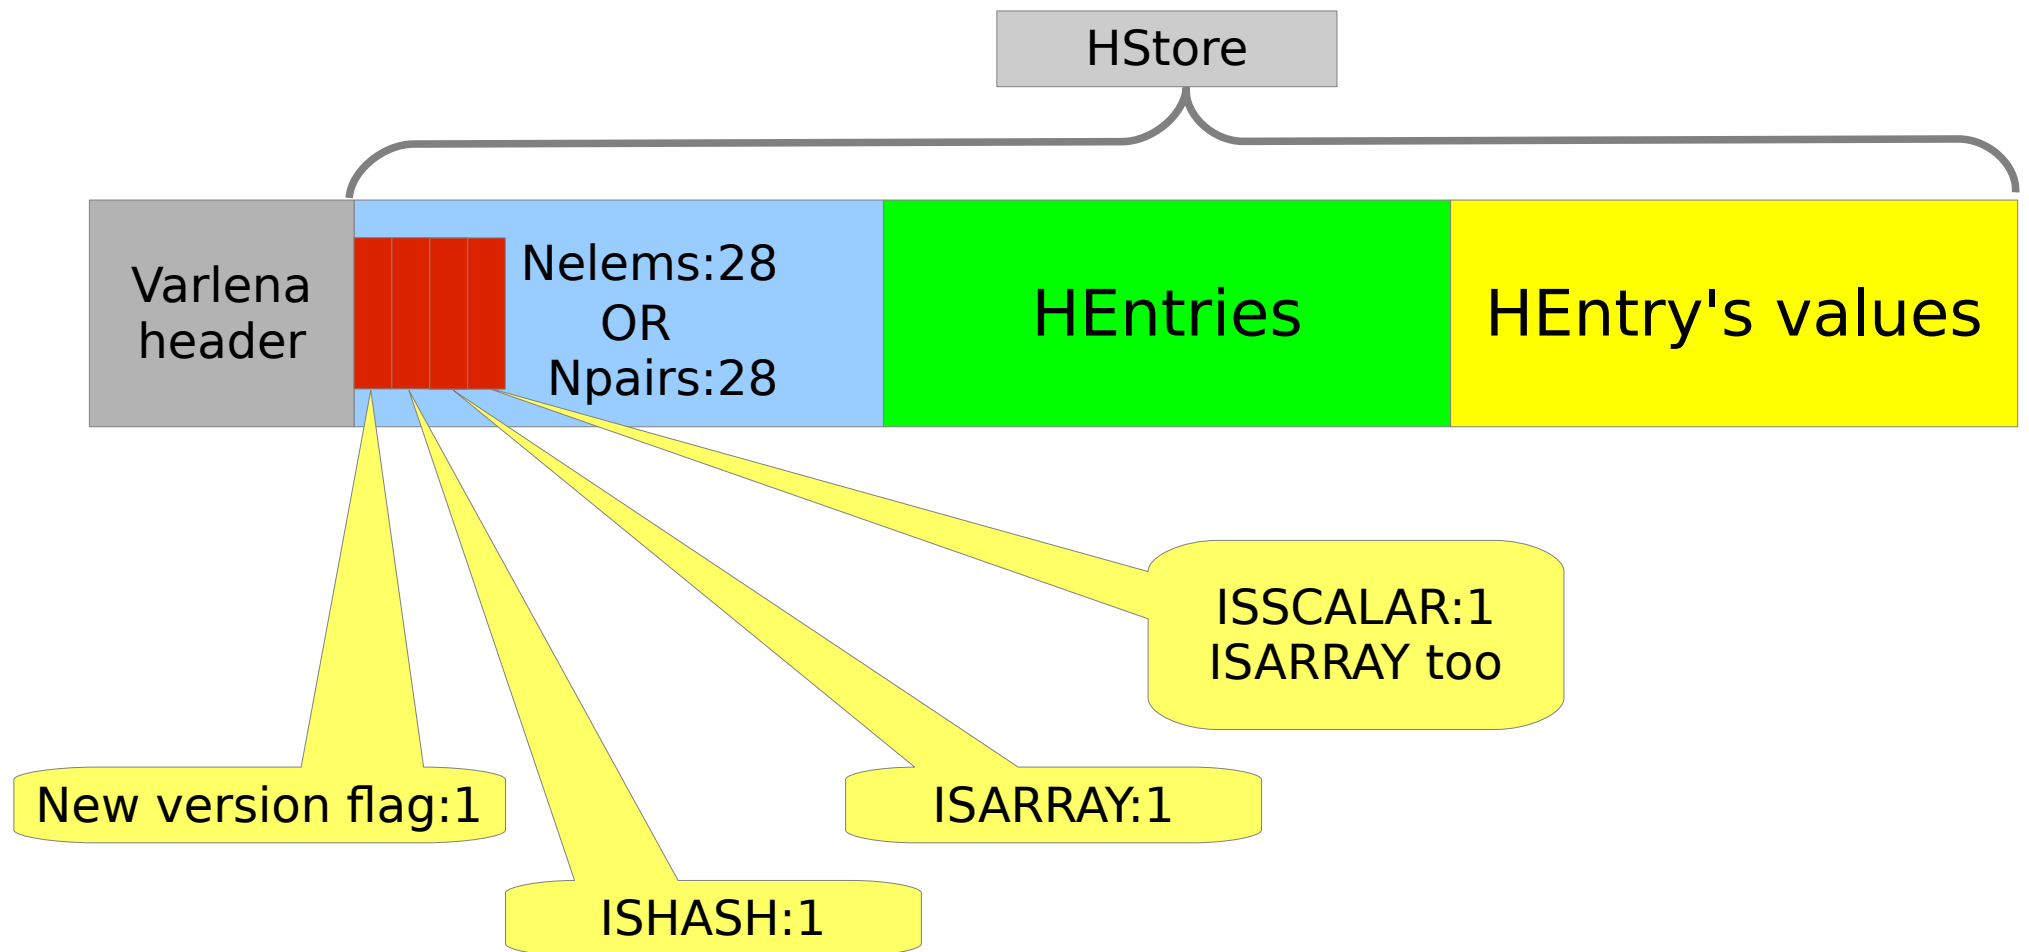 HStore
Varlena
header
Nelems:28
OR
Npairs:28
HEntries
HEntry's values
ISSCALAR:1
ISARRAY too
New version flag:1
ISARRAY:1
ISHASH:1